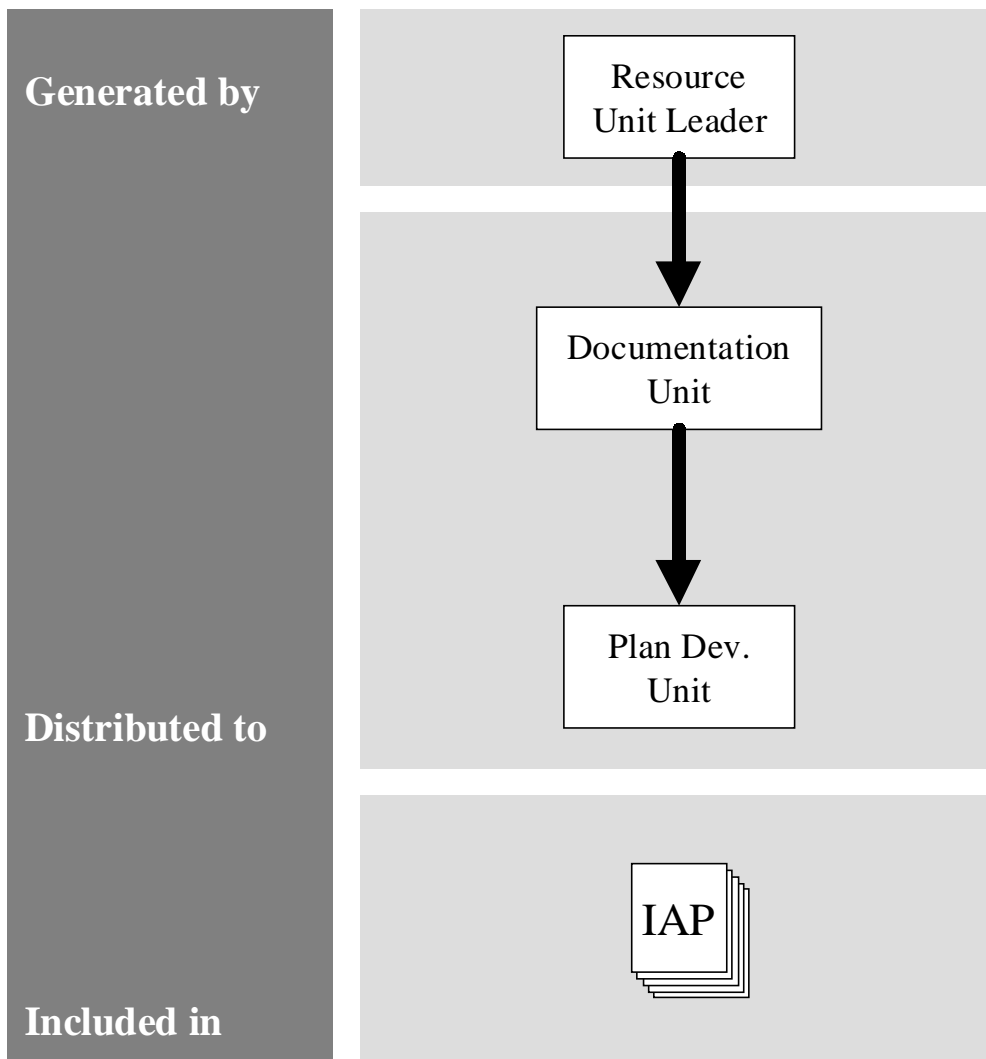 Generated by
Resource
Unit Leader
Documentation
Unit
Plan Dev.
Unit
Distributed to
IAP
Included in